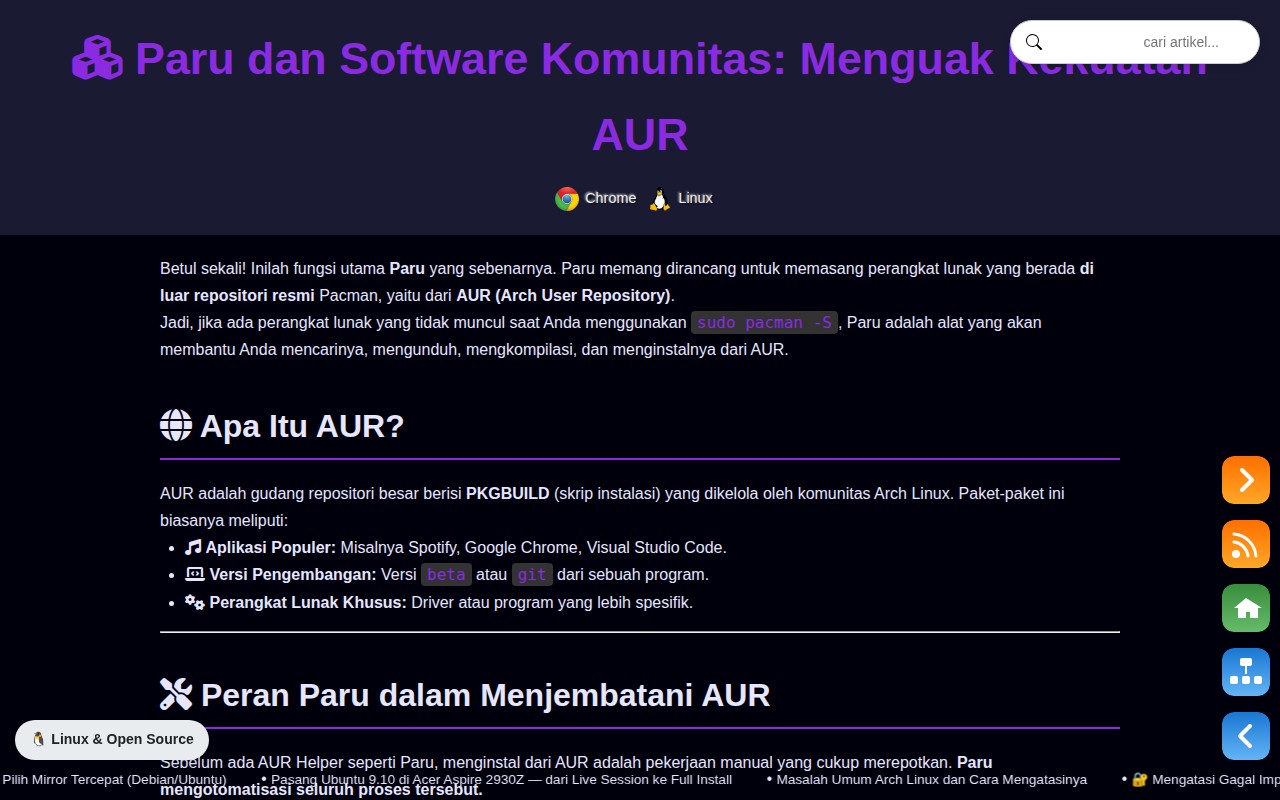 Paru dan Software Komunitas: Menguak Kekuatan
AUR
cari artikel...
Chrome Linux
Betul sekali! Inilah fungsi utama Paru yang sebenarnya. Paru memang dirancang untuk memasang perangkat lunak yang berada di
luar repositori resmi Pacman, yaitu dari AUR (Arch User Repository).
Jadi, jika ada perangkat lunak yang tidak muncul saat Anda menggunakan sudo pacman -S, Paru adalah alat yang akan
membantu Anda mencarinya, mengunduh, mengkompilasi, dan menginstalnya dari AUR.
Apa Itu AUR?
AUR adalah gudang repositori besar berisi PKGBUILD (skrip instalasi) yang dikelola oleh komunitas Arch Linux. Paket-paket ini
biasanya meliputi:
• Aplikasi Populer: Misalnya Spotify, Google Chrome, Visual Studio Code.
• Versi Pengembangan: Versi beta atau git dari sebuah program.
• Perangkat Lunak Khusus: Driver atau program yang lebih spesifik.
Peran Paru dalam Menjembatani AUR
🐧 Linux & Open Source
Sebelum ada AUR Helper seperti Paru, menginstal dari AUR adalah pekerjaan manual yang cukup merepotkan. Paru
Pilih Mirror Tercepat (Debian/Ubuntu) • Pasang Ubuntu 9.10 di Acer Aspire 2930Z — dari Live Session ke Full Install • Masalah Umum Arch Linux dan Cara Mengatasinya • 🔐 Mengatasi Gagal
mengotomatisasi seluruh proses tersebut.